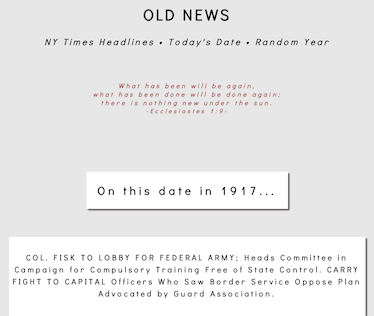 OLD NEWS
NY Times Headlines • Today's Date • Random Year
What has been will be again,
what has been done will be done again;
there is nothing new under the sun.
-Ecclesiastes 1:9-
On this date in 1917...
COL. FISK TO LOBBY FOR FEDERAL ARMY; Heads Committee in
Campaign for Compulsory Training Free of State Control. CARRY
FIGHT TO CAPITAL Officers Who Saw Border Service Oppose Plan
Advocated by Guard Association.